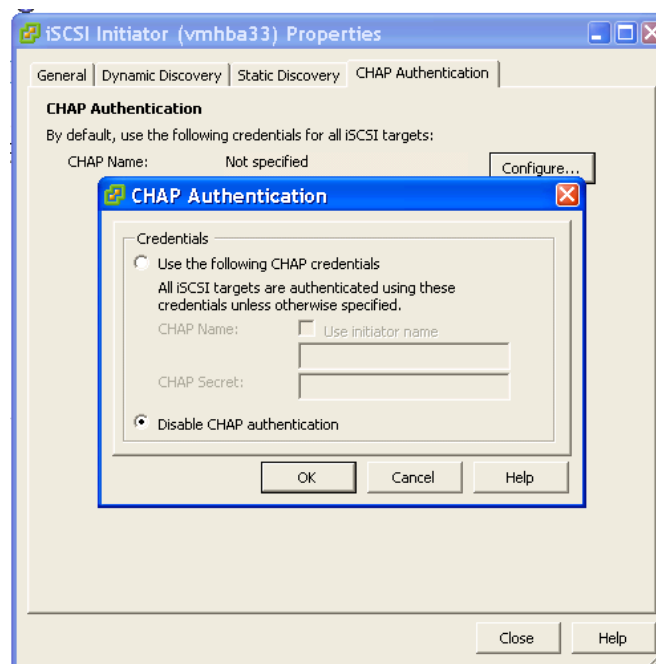 iSCSI Initiator (vmhba33) Properties
General Dynamic Discovery Static Discovery CHAP Authentication
CHAP Authentication
By default, use the following credentials for all iSCSI targets:
CHAP Name: Not specified Configure...
CHAP Authentication
Credentials
Use the following CHAP credentials
All iSCSI targets are authenticated using these
credentials unless otherwise specified.
CHAP Name: Use initiator name
CHAP Secret:
Disable CHAP authentication
OK Cancel Help
Close Help